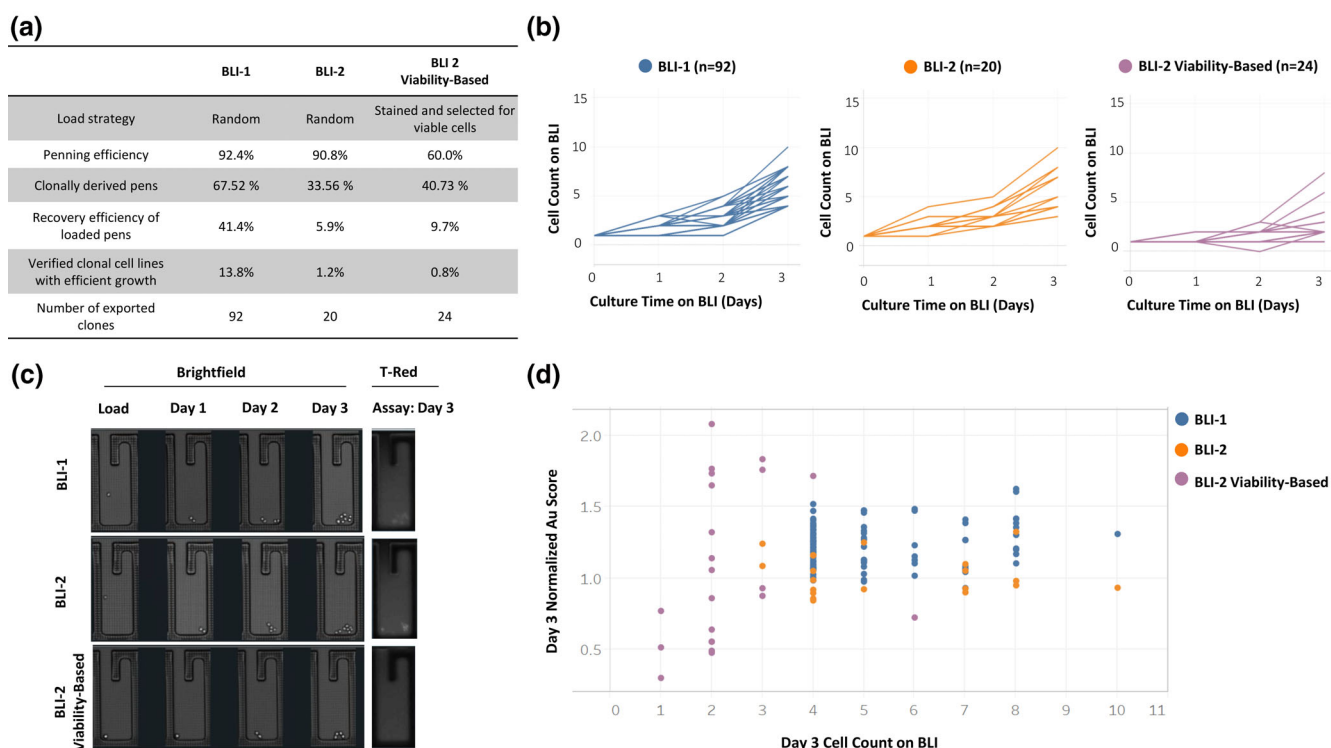 (a)
BLI-1 BLI-2 BLI 2
Viability-Based
Load strategy Random Random Stained and selected for
viable cells
Penning efficiency 92.4% 90.8% 60.0%
Clonally derived pens 67.52 % 33.56 % 40.73 %
Recovery efficiency of
loaded pens 41.4% 5.9% 9.7%
Verified clonal cell lines
with efficient growth 13.8% 1.2% 0.8%
Number of exported
clones 92 20 24
(b)
BLI-1 (n=92)
Cell Count on BLI
15
10
5
0
0 1 2 3
Culture Time on BLI (Days)
BLI-2 (n=20)
Cell Count on BLI
15
10
5
0
0 1 2 3
Culture Time on BLI (Days)
BLI-2 Viability-Based (n=24)
Cell Count on BLI
15
10
5
0
0 1 2 3
Culture Time on BLI (Days)
(c)
Brightfield T-Red
Load Day 1 Day 2 Day 3 Assay: Day 3
BLI-1
BLI-2
BLI-2
Viability-Based
(d)
Day 3 Normalized Au Score
2.0
1.5
1.0
0.5
0 1 2 3 4 5 6 7 8 9 10 11
Day 3 Cell Count on BLI
BLI-1
BLI-2
BLI-2 Viability-Based